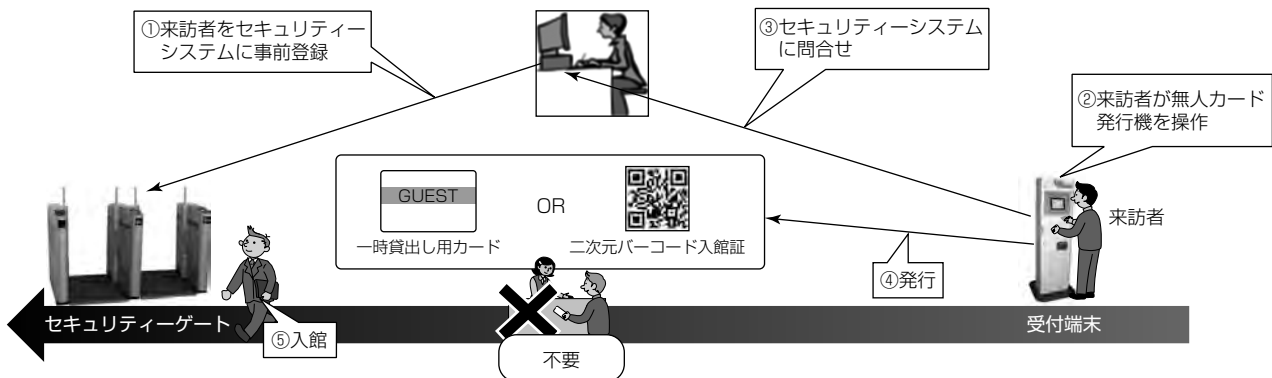 ①来訪者をセキュリティー
システムに事前登録
③セキュリティーシステム
に問合せ
②来訪者が無人カード
発行機を操作
GUEST
OR
一時貸出し用カード
二次元バーコード入館証
来訪者
④発行
セキュリティーゲート
⑤入館
不要
受付端末